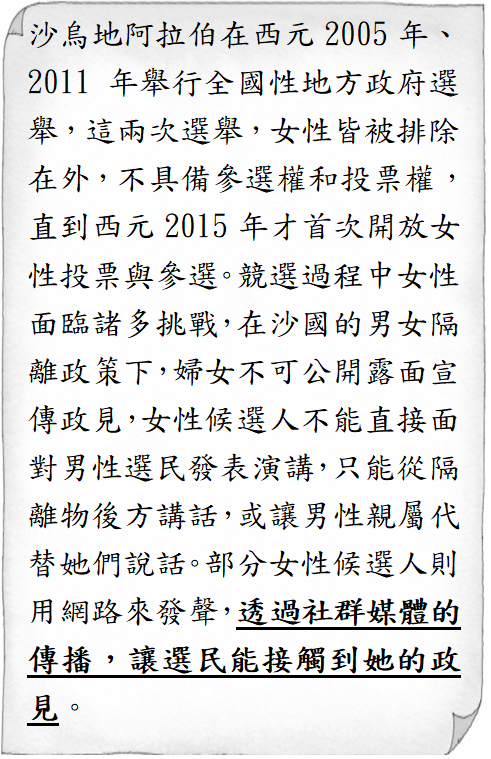 沙烏地阿拉伯在西元 2005 年、
2011 年舉行全國性地方政府選
舉，這兩次選舉，女性皆被排除
在外，不具備參選權和投票權，
直到西元 2015 年才首次開放女
性投票與參選。競選過程中女性
面臨諸多挑戰，在沙國的男女隔
離政策下，婦女不可公開露面宣
傳政見，女性候選人不能直接面
對男性選民發表演講，只能從隔
離物後方講話，或讓男性親屬代
替她們說話。部分女性候選人則
用網路來發聲，透過社群媒體的
傳播，讓選民能接觸到她的政
見。